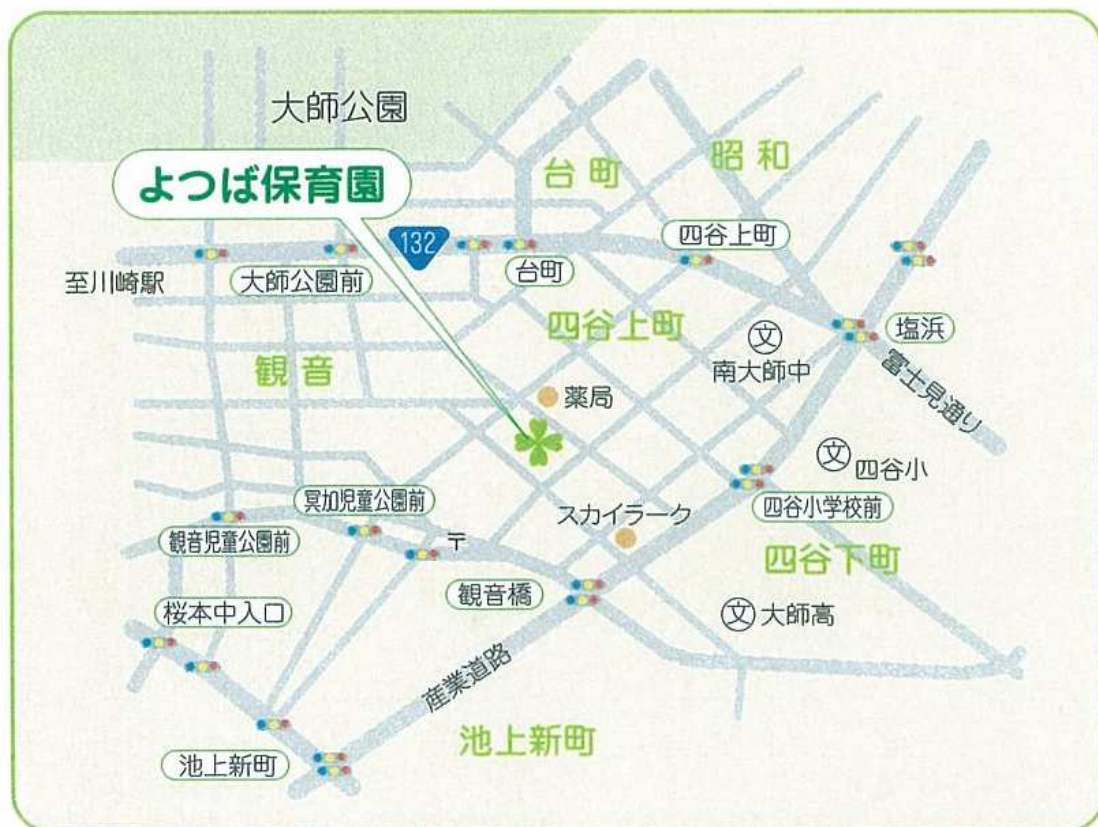 大師公園
よつば保育園
台町
昭和
132
四谷上町
至川崎駅
大師公園前
台町
四谷上町
塩浜
文
南大師中
富士見通り
観音
薬局
文
四谷小
冥加児童公園前
スカイラーク
四谷小学校前
観音児童公園前
〒
四谷下町
観音橋
桜本中入口
文
大師高
産業道路
池上新町
池上新町